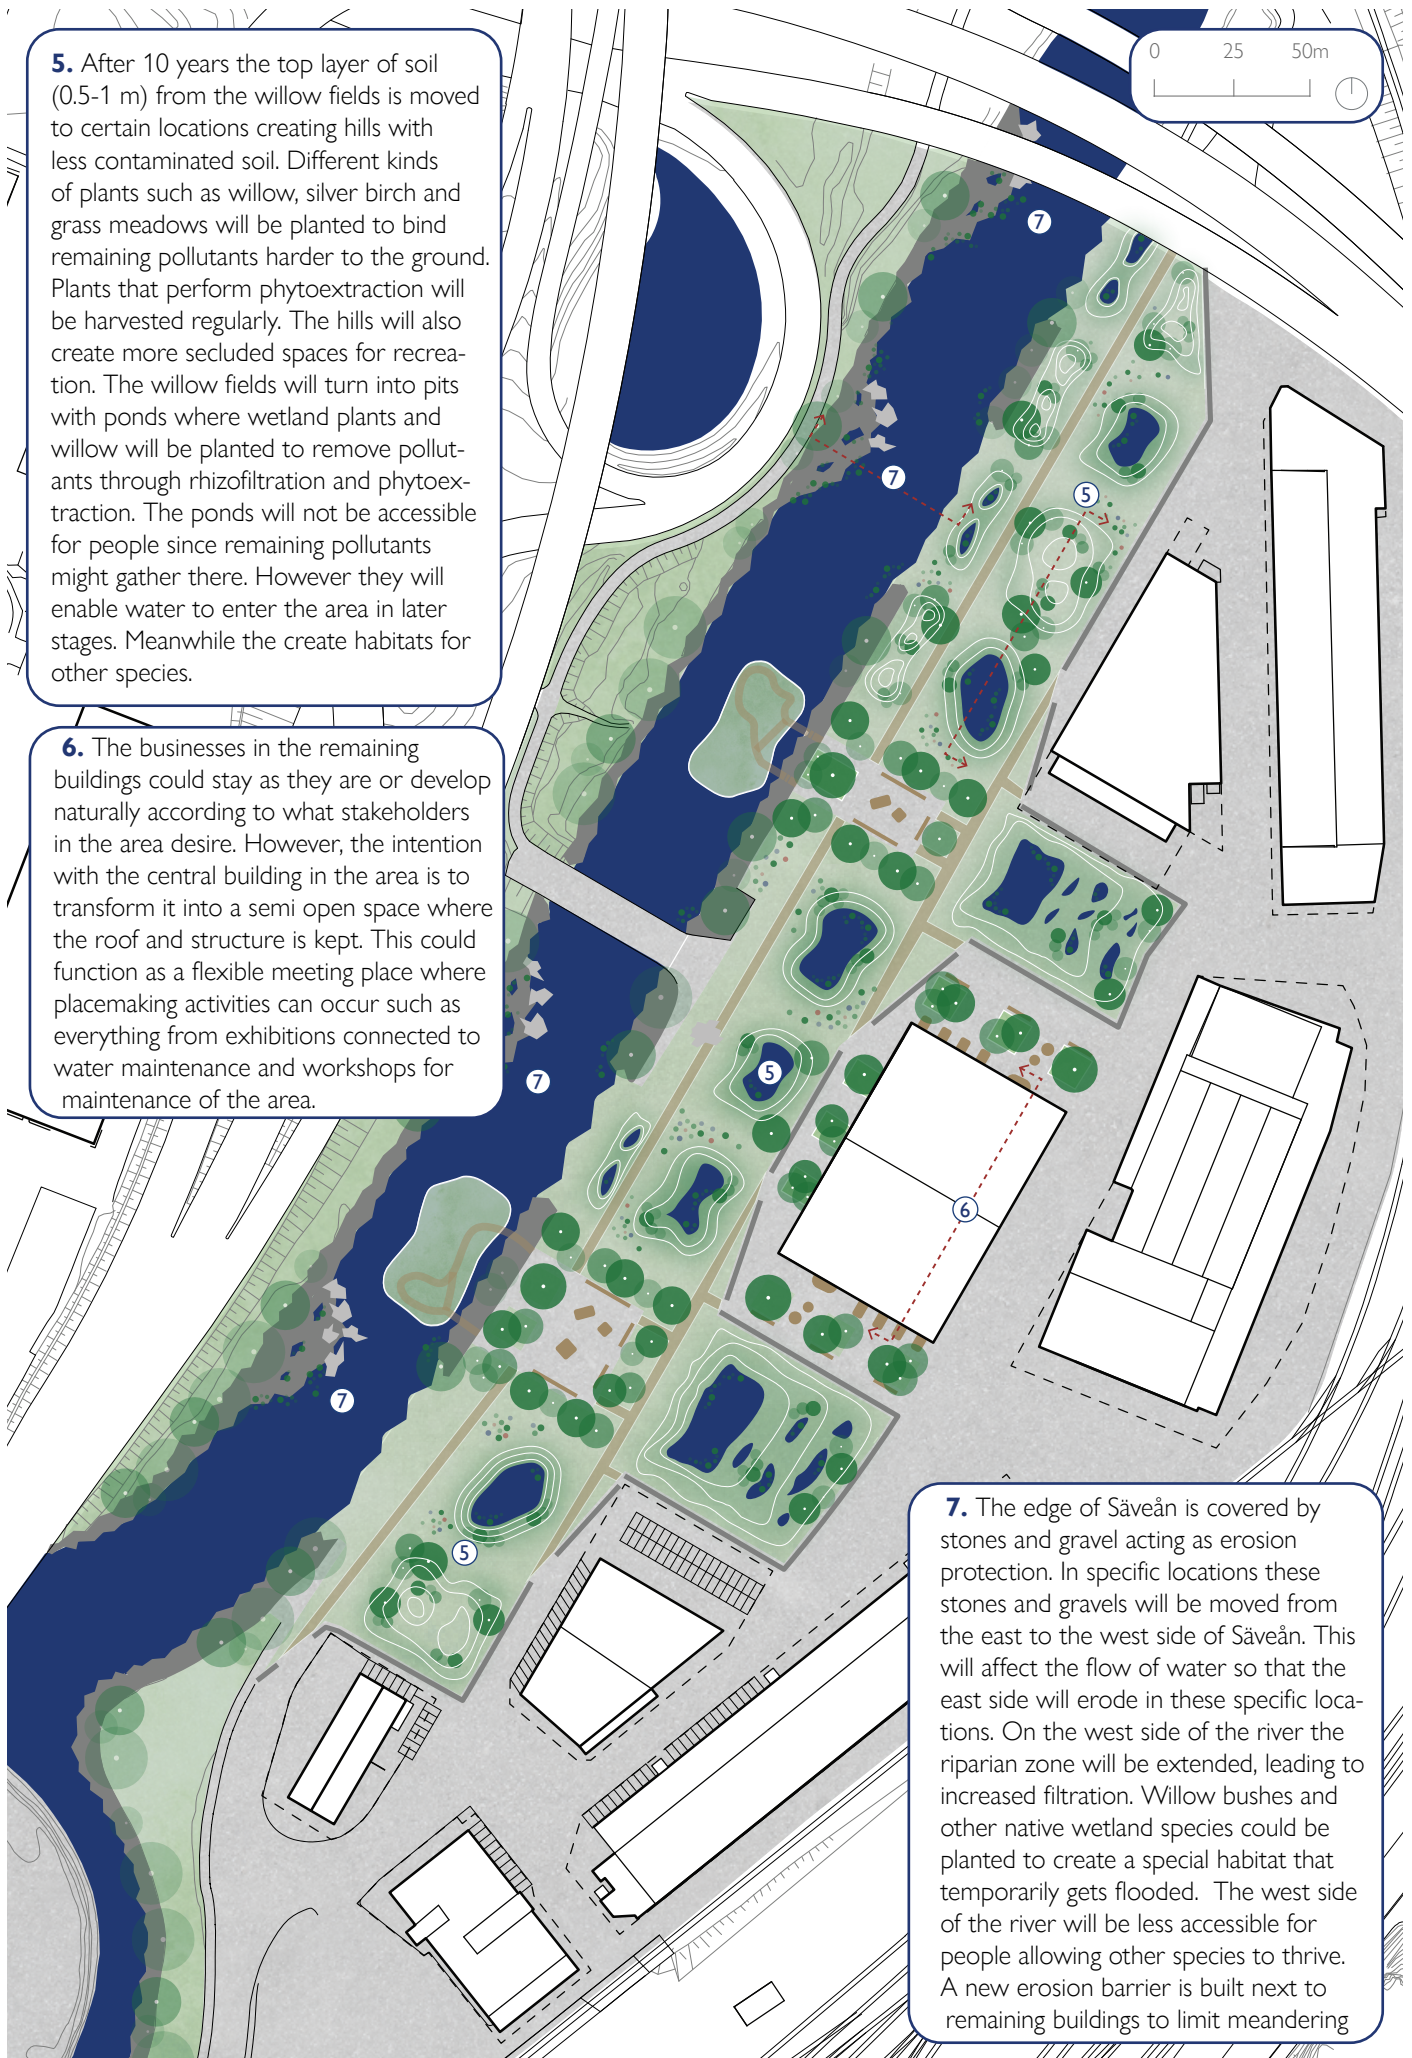 5. After 10 years the top layer of soil
(0.5-1 m) from the willow fields is moved
to certain locations creating hills with
less contaminated soil. Different kinds
of plants such as willow, silver birch and
grass meadows will be planted to bind
remaining pollutants harder to the ground.
Plants that perform phytoextraction will
be harvested regularly. The hills will also
create more secluded spaces for recrea-
tion. The willow fields will turn into pits
with ponds where wetland plants and
willow will be planted to remove pollut-
ants through rhizofiltration and phytoex-
traction. The ponds will not be accessible
for people since remaining pollutants
might gather there. However they will
enable water to enter the area in later
stages. Meanwhile the create habitats for
other species.
6. The businesses in the remaining
buildings could stay as they are or develop
naturally according to what stakeholders
in the area desire. However, the intention
with the central building in the area is to
transform it into a semi open space where
the roof and structure is kept. This could
function as a flexible meeting place where
placemaking activities can occur such as
everything from exhibitions connected to
water maintenance and workshops for
maintenance of the area.
0 25 50m
7
7
5
5
7
6
7
5
7. The edge of Säveån is covered by
stones and gravel acting as erosion
protection. In specific locations these
stones and gravels will be moved from
the east to the west side of Säveån. This
will affect the flow of water so that the
east side will erode in these specific loca-
tions. On the west side of the river the
riparian zone will be extended, leading to
increased filtration. Willow bushes and
other native wetland species could be
planted to create a special habitat that
temporarily gets flooded.  The west side
of the river will be less accessible for
people allowing other species to thrive.
A new erosion barrier is built next to
remaining buildings to limit meandering